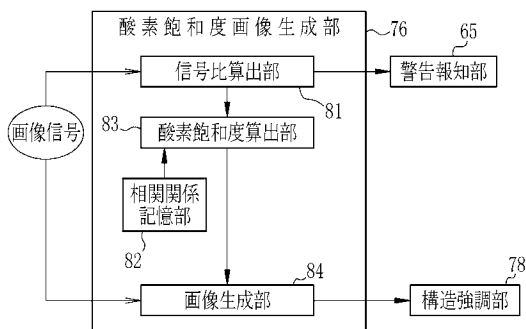 酸素飽和度画像生成部
76
65
信号比算出部
警告報知部
81
83
画像信号
酸素飽和度算出部
相関関係
記憶部
82
84
78
画像生成部
構造強調部